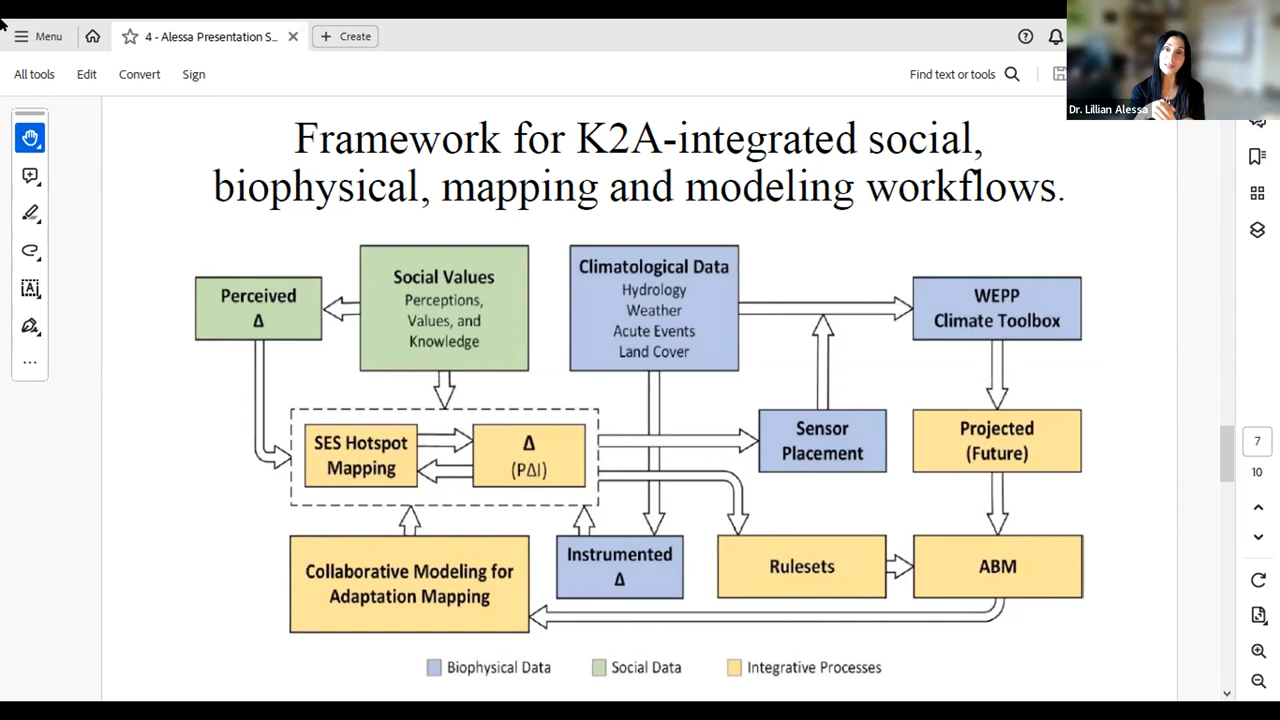 Menu
4 - Alessa Presentation S...
Create
All tools
Edit
Convert
Sign
Find text or tools
Dr. Lillian Alessa
Framework for K2A-integrated social,
biophysical, mapping and modeling workflows.
Perceived
Δ
Social Values
Perceptions,
Values, and
Knowledge
Climatological Data
Hydrology
Weather
Acute Events
Land Cover
WEPP
Climate Toolbox
SES Hotspot
Mapping
Δ
(PΔI)
Sensor
Placement
Projected
(Future)
Collaborative Modeling for
Adaptation Mapping
Instrumented
Δ
Rulesets
ABM
Biophysical Data
Social Data
Integrative Processes
7
10